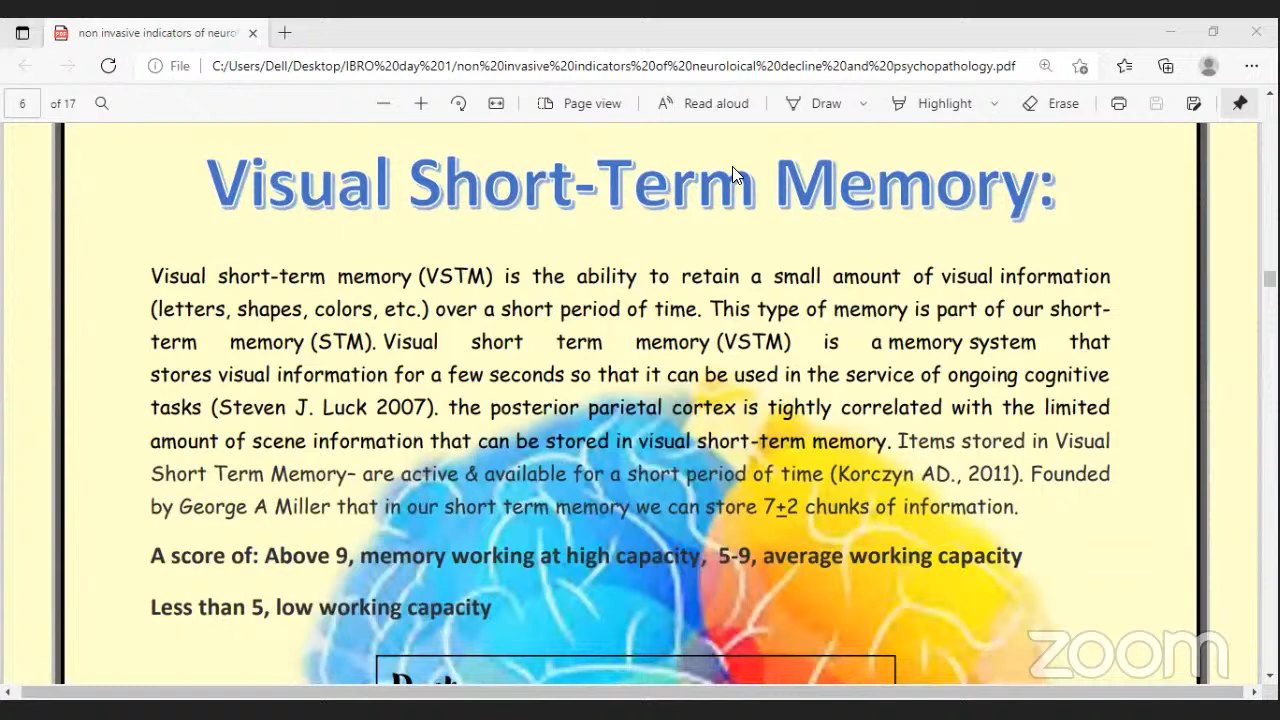 non invasive indicators of neuro
File C:/Users/Dell/Desktop/IBRO%20day%201/non%20invasive%20indicators%20of%20neuroloical%20decline%20and%20psychopathology.pdf
6 of 17 Page view Read aloud Draw Highlight Erase
Visual Short-Term Memory:
Visual short-term memory (VSTM) is the ability to retain a small amount of visual information
(letters, shapes, colors, etc.) over a short period of time. This type of memory is part of our short-
term memory (STM). Visual short term memory (VSTM) is a memory system that
stores visual information for a few seconds so that it can be used in the service of ongoing cognitive
tasks (Steven J. Luck 2007). the posterior parietal cortex is tightly correlated with the limited
amount of scene information that can be stored in visual short-term memory. Items stored in Visual
Short Term Memory– are active & available for a short period of time (Korczyn AD., 2011). Founded
by George A Miller that in our short term memory we can store 7±2 chunks of information.
A score of: Above 9, memory working at high capacity, 5-9, average working capacity
Less than 5, low working capacity
zoom